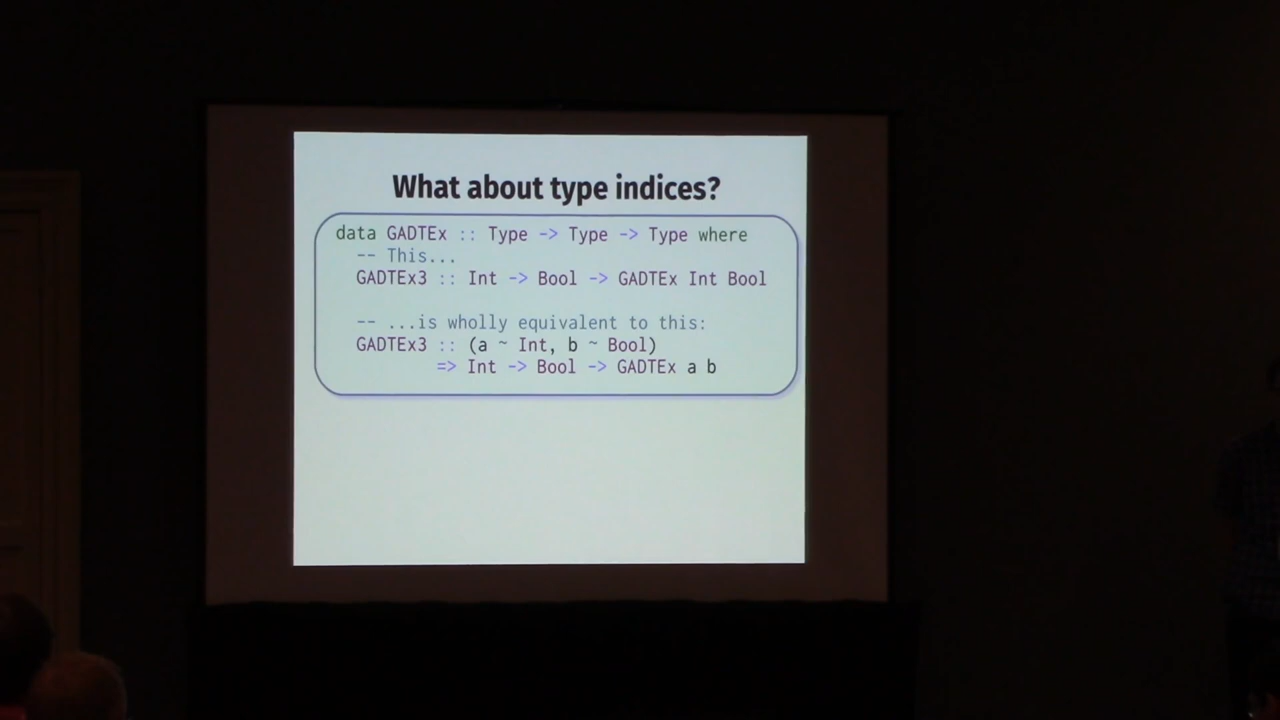 What about type indices?
data GADTEx :: Type -> Type -> Type where
-- This...
GADTEx3 :: Int -> Bool -> GADTEx Int Bool
-- ...is wholly equivalent to this:
GADTEx3 :: (a ~ Int, b ~ Bool)
=> Int -> Bool -> GADTEx a b